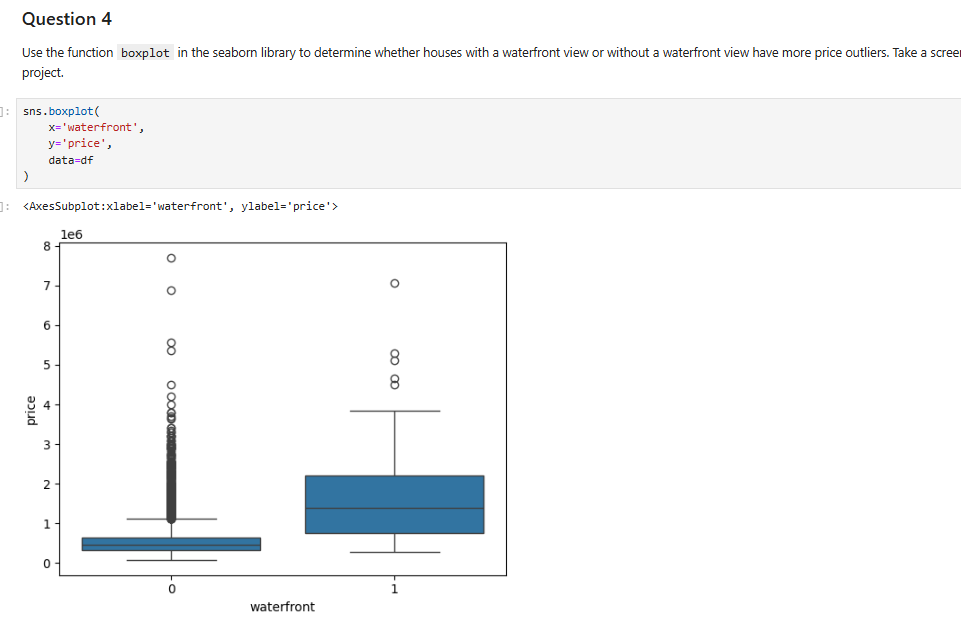 Question 4
Use the function boxplot in the seaborn library to determine whether houses with a waterfront view or without a waterfront view have more price outliers. Take a
project.
]:
sns.boxplot(
x='waterfront',
y='price',
data=df
)
]:
<AxesSubplot:xlabel='waterfront', ylabel='price'>
1e6
8
7
6
5
4
3
2
1
0
price
0
1
waterfront